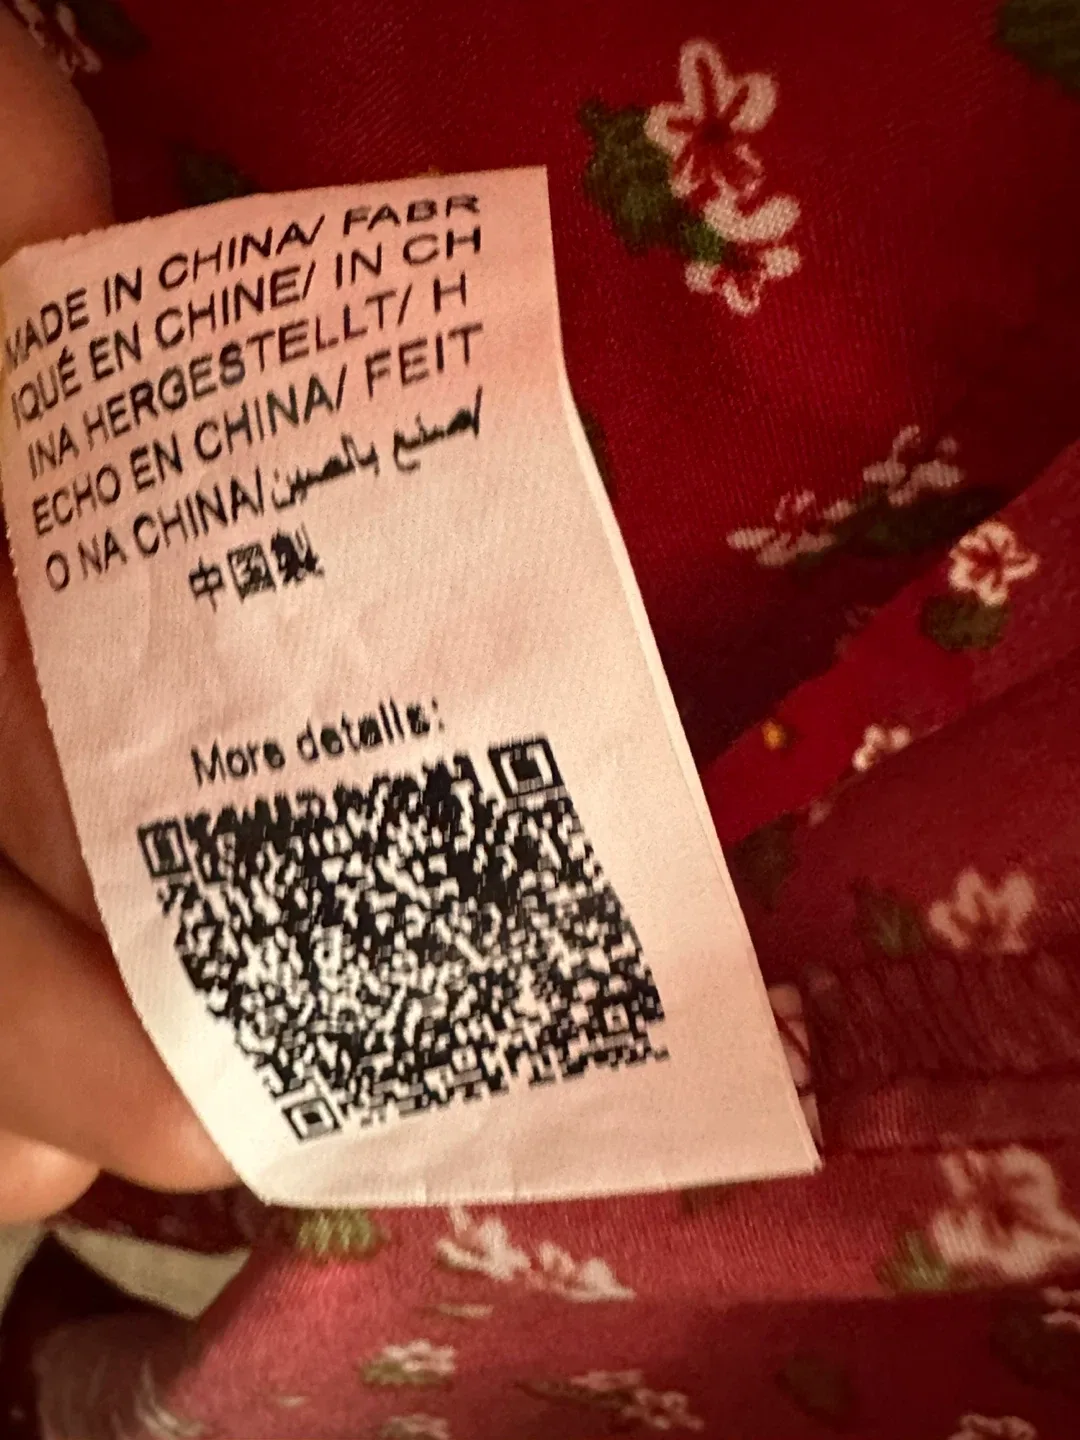 MADE IN CHINA/ FABR
IQUÉ EN CHINE/ IN CH
INA HERGESTELLT/ H
ECHO EN CHINA/ FEIT
O NA CHINA/صنع بالصين/
中国製
More details: